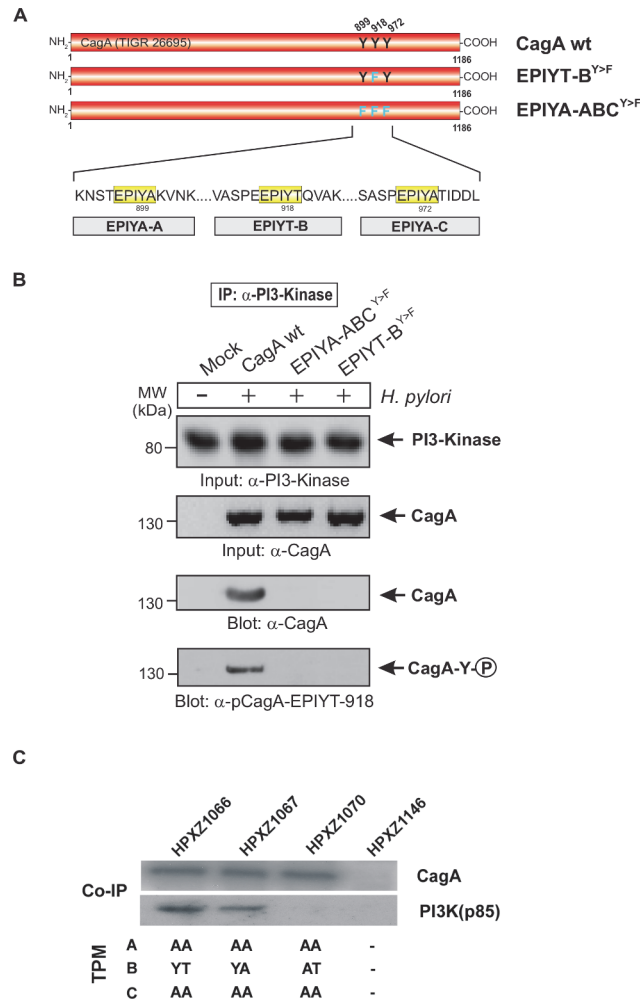 A
899 918 972
NH2- CagA (TIGR 26695) Y Y Y -COOH CagA wt
1 1186
NH2- Y F Y -COOH EPIYT-B Y>F
1 1186
NH2- F F F -COOH EPIYA-ABC Y>F
1 1186
KNSTEPIYAKVNK....VASPEEPIYTQVAK....SASPEPIYATIDDL
899 918 972
EPIYA-A EPIYT-B EPIYA-C
B
IP: α-PI3-Kinase
Mock CagA wt EPIYA-ABC Y>F EPIYT-B Y>F
MW (kDa) - + + + H. pylori
80 PI3-Kinase
Input: α-PI3-Kinase
130 CagA
Input: α-CagA
130 CagA
Blot: α-CagA
130 CagA-Y-P
Blot: α-pCagA-EPIYT-918
C
HPXZ1066 HPXZ1067 HPXZ1070 HPXZ1146
Co-IP CagA
PI3K(p85)
TPM
A AA AA AA -
B YT YA AT -
C AA AA AA -